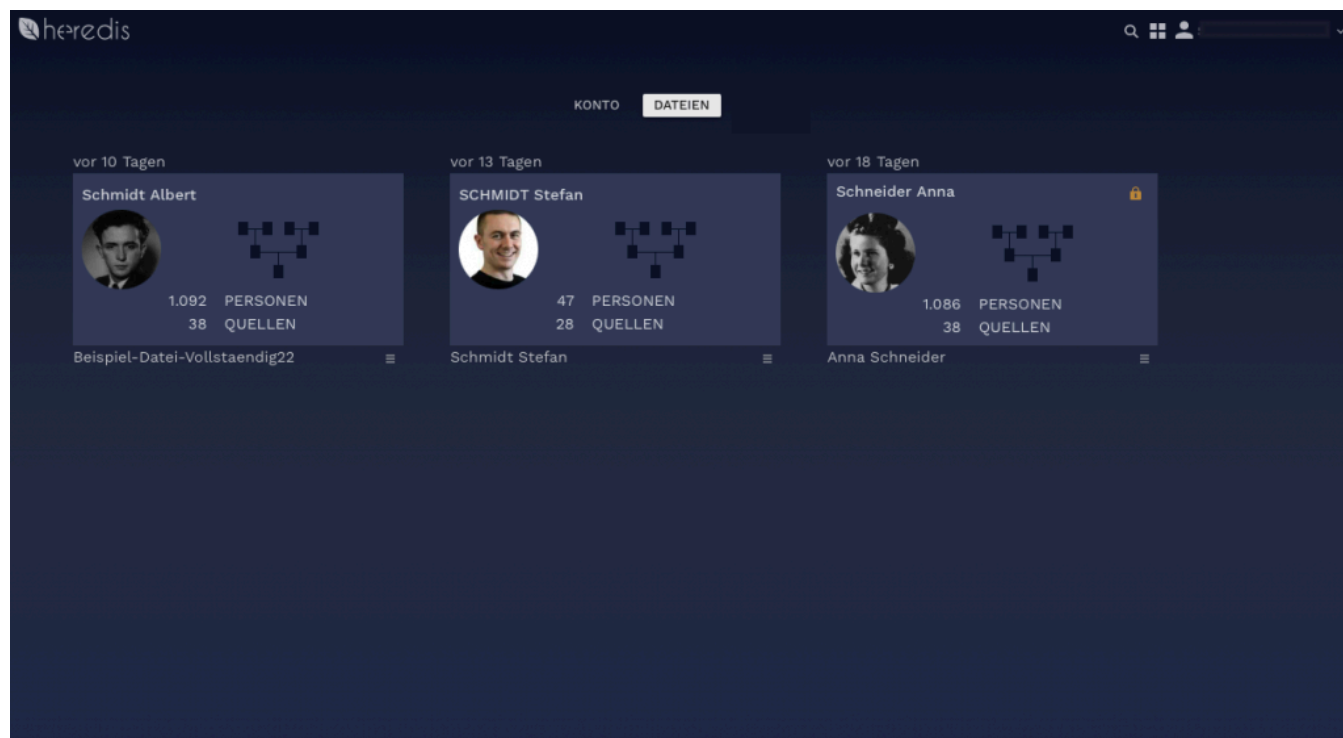 heredis
KONTO DATEIEN
vor 10 Tagen
Schmidt Albert
1.092 PERSONEN
38 QUELLEN
Beispiel-Datei-Vollstaendig22
vor 13 Tagen
SCHMIDT Stefan
47 PERSONEN
28 QUELLEN
Schmidt Stefan
vor 18 Tagen
Schneider Anna
1.086 PERSONEN
38 QUELLEN
Anna Schneider